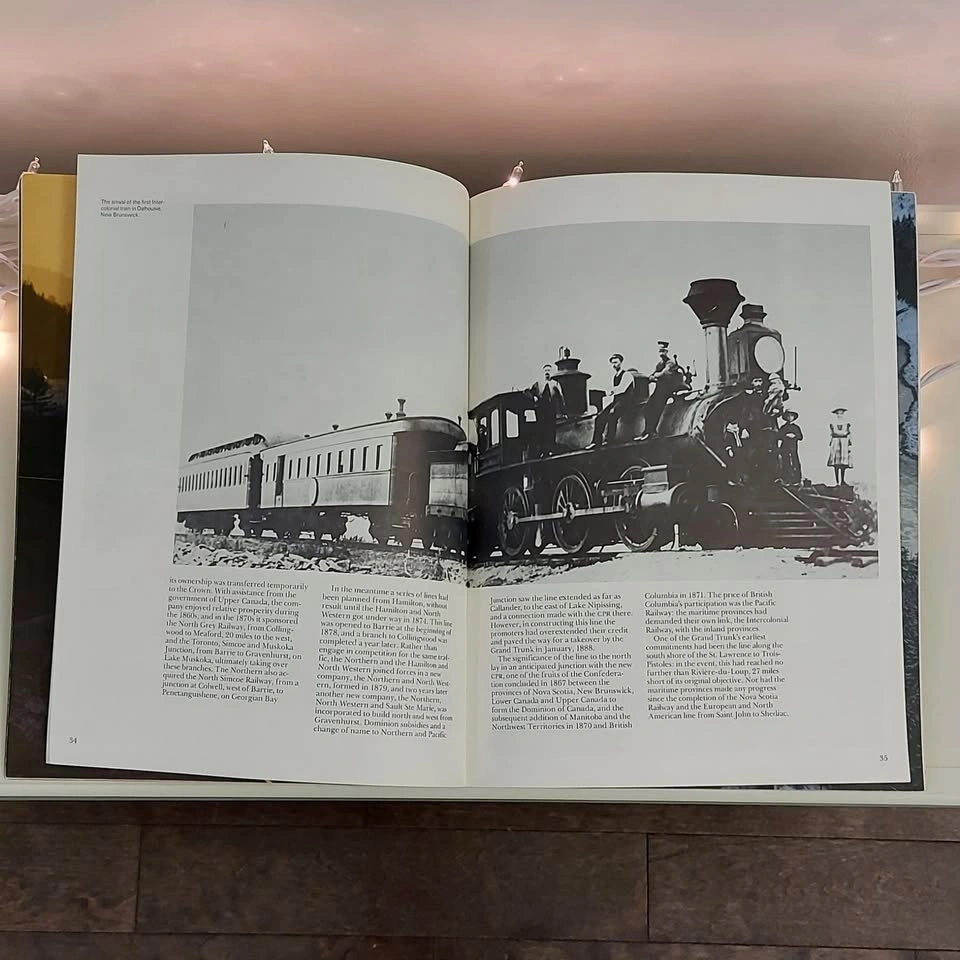 The arrival of the first Inter-
colonial train in Dalhousie,
New Brunswick.
its ownership was transferred temporarily
to the Crown. With assistance from the
government of Upper Canada, the com-
pany enjoyed relative prosperity during
the 1860s, and in the 1870s it sponsored
the North Grey Railway, from Colling-
wood to Meaford, 20 miles to the west,
and the Toronto, Simcoe and Muskoka
Junction, from Barrie to Gravenhurst, on
Lake Muskoka, ultimately taking over
these branches. The Northern also ac-
quired the North Simcoe Railway, from a
junction at Colwell, west of Barrie, to
Penetanguishene, on Georgian Bay
In the meantime a series of lines had
been planned from Hamilton, without
result until the Hamilton and North
Western got under way in 1874. This line
was opened to Barrie at the beginning of
1878, and a branch to Collingwood was
completed a year later. Rather than
engage in competition for the same traf-
fic, the Northern and the Hamilton and
North Western joined forces in a new
company, the Northern and North West-
ern, formed in 1879, and two years later
another new company, the Northern,
North Western and Sault Ste Marie, was
incorporated to build north and west from
Gravenhurst. Dominion subsidies and a
change of name to Northern and Pacific
34
Junction saw the line extended as far as
Callander, to the east of Lake Nipissing,
and a connection made with the CPR there.
However, in constructing this line the
promoters had overextended their credit
and paved the way for a takeover by the
Grand Trunk in January, 1888.
The significance of the line to the north
lay in an anticipated junction with the new
CPR, one of the fruits of the Confedera-
tion concluded in 1867 between the
provinces of Nova Scotia, New Brunswick,
Lower Canada and Upper Canada to
form the Dominion of Canada, and the
subsequent addition of Manitoba and the
Northwest Territories in 1870 and British
Columbia in 1871. The price of British
Columbia's participation was the Pacific
Railway; the maritime provinces had
demanded their own link, the Intercolonial
Railway, with the inland provinces.
One of the Grand Trunk's earliest
commitments had been the line along the
south shore of the St. Lawrence to Trois-
Pistoles: in the event, this had reached no
further than Rivière-du-Loup, 27 miles
short of its original objective. Nor had the
maritime provinces made any progress
since the completion of the Nova Scotia
Railway and the European and North
American line from Saint John to Shediac.
35